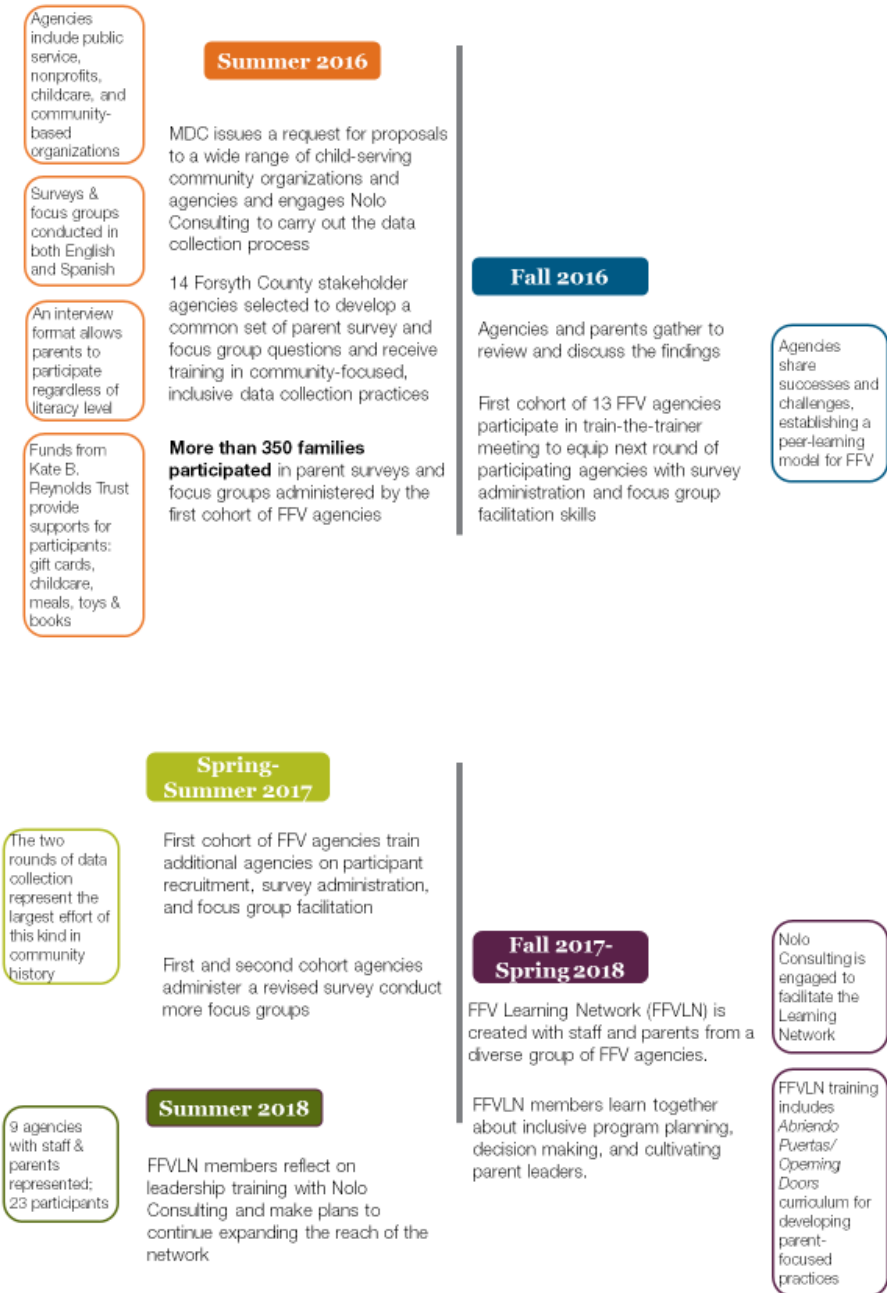 Agencies
include public
service,
nonprofits,
childcare, and
community-
based
organizations
Surveys &
focus groups
conducted in
both English
and Spanish
An interview
format allows
parents to
participate
regardless of
literacy level
Funds from
Kate B.
Reynolds Trust
provide
supports for
participants:
gift cards,
childcare,
meals, toys &
books
Summer 2016
MDC issues a request for proposals
to a wide range of child-serving
community organizations and
agencies and engages Nolo
Consulting to carry out the data
collection process
14 Forsyth County stakeholder
agencies selected to develop a
common set of parent survey and
focus group questions and receive
training in community-focused,
inclusive data collection practices
More than 350 families
participated in parent surveys and
focus groups administered by the
first cohort of FFV agencies
Fall 2016
Agencies and parents gather to
review and discuss the findings
First cohort of 13 FFV agencies
participate in train-the-trainer
meeting to equip next round of
participating agencies with survey
administration and focus group
facilitation skills
Agencies
share
successes and
challenges,
establishing a
peer-learning
model for FFV
Spring-
Summer 2017
The two
rounds of data
collection
represent the
largest effort of
this kind in
community
history
First cohort of FFV agencies train
additional agencies on participant
recruitment, survey administration,
and focus group facilitation
First and second cohort agencies
administer a revised survey conduct
more focus groups
Fall 2017-
Spring 2018
FFV Learning Network (FFVLN) is
created with staff and parents from a
diverse group of FFV agencies.
FFVLN members learn together
about inclusive program planning,
decision making, and cultivating
parent leaders.
Nolo
Consulting is
engaged to
facilitate the
Learning
Network
FFVLN training
includes
Abriendo
Puertas/
Opeming
Doors
curriculum for
developing
parent-
focused
practices
Summer 2018
9 agencies
with staff &
parents
represented;
23 participants
FFVLN members reflect on
leadership training with Nolo
Consulting and make plans to
continue expanding the reach of the
network